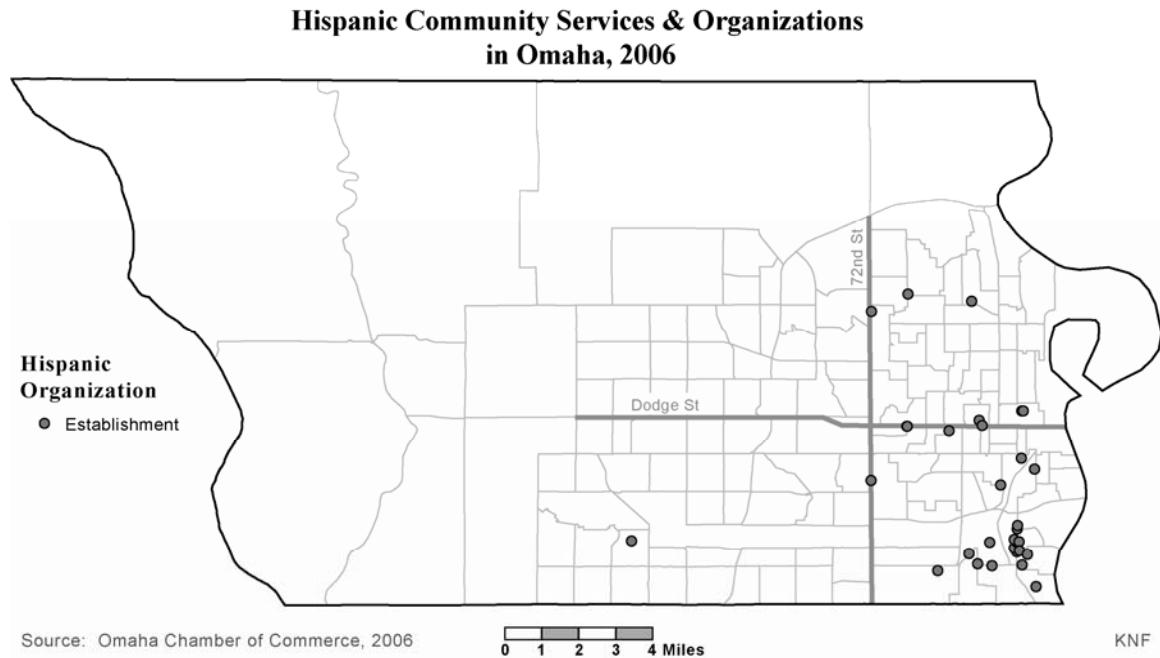 Hispanic Community Services & Organizations
in Omaha, 2006
72nd St
Hispanic
Organization
Establishment
Dodge St
Source: Omaha Chamber of Commerce, 2006
0 1 2 3 4 Miles
KNF